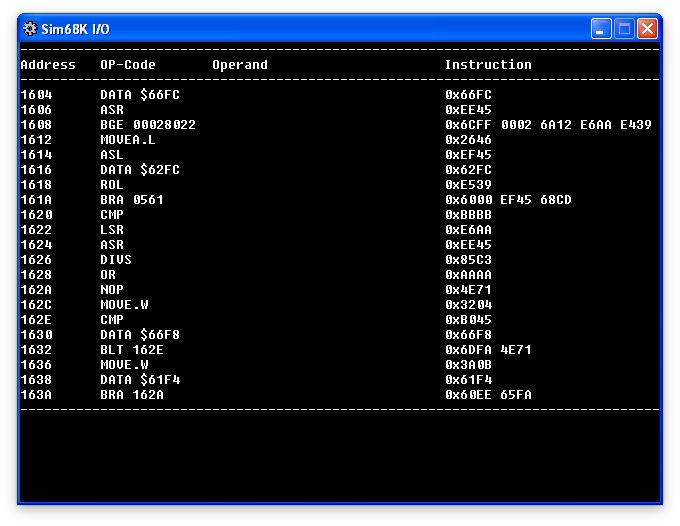 Sim68K I/O
Address OP-Code Operand Instruction
1604 DATA $66FC 0x66FC
1606 ASR 0xEE45
1608 BGE 00028022 0x6CFF 0002 6A12 E6AA E439
1612 MOVEA.L 0x2646
1614 ASL 0xEF45
1616 DATA $62FC 0x62FC
1618 ROL 0xE539
161A BRA 0561 0x6000 EF45 68CD
1620 CMP 0xBBBB
1622 LSR 0xE6AA
1624 ASR 0xEE45
1626 DIVS 0x85C3
1628 OR 0xAAAA
162A NOP 0x4E71
162C MOVE.W 0x3204
162E CMP 0xB045
1630 DATA $66F8 0x66F8
1632 BLT 162E 0x6DFA 4E71
1636 MOVE.W 0x3A0B
1638 DATA $61F4 0x61F4
163A BRA 162A 0x60EE 65FA